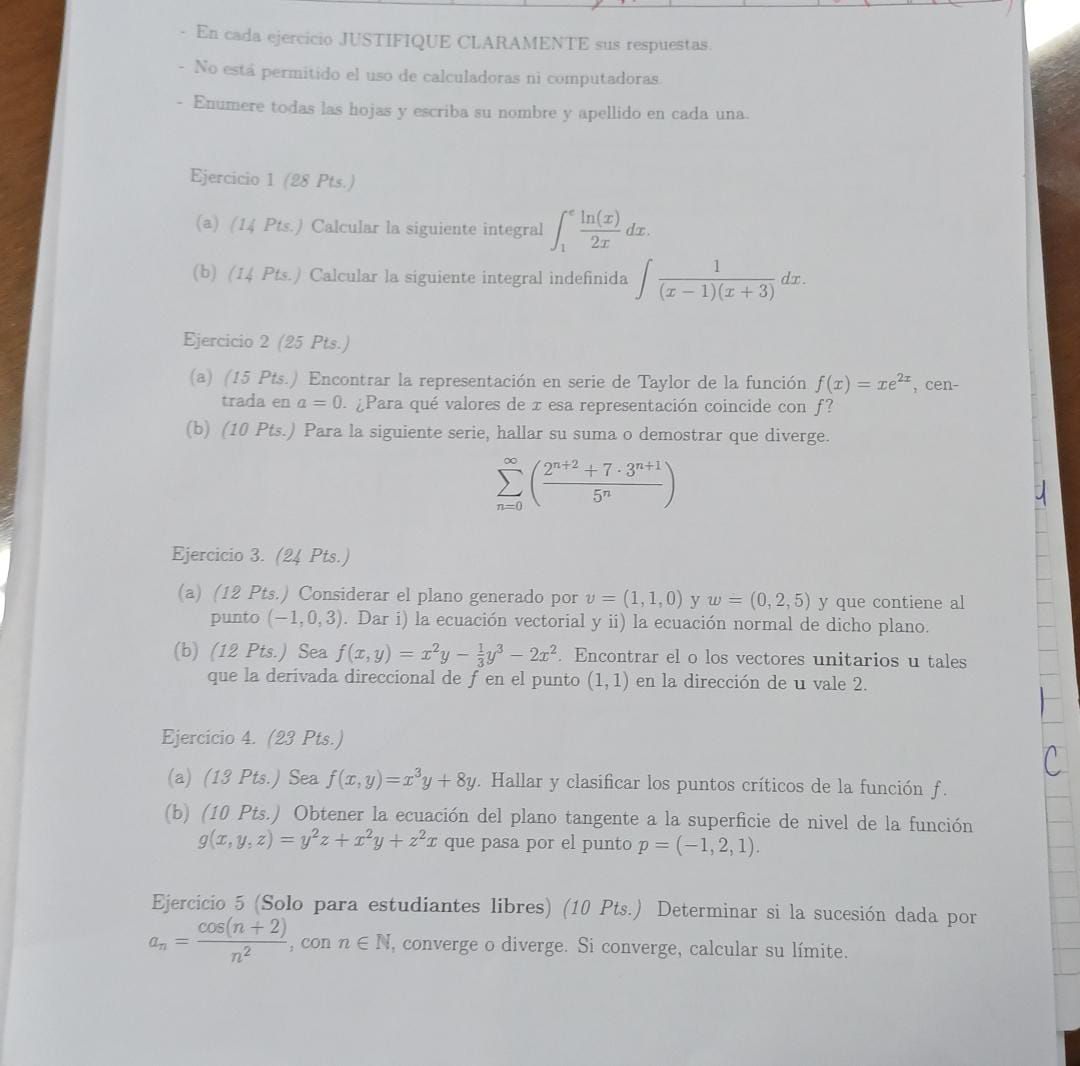 - En cada ejercicio JUSTIFIQUE CLARAMENTE sus respuestas.
- No está permitido el uso de calculadoras ni computadoras.
- Enumere todas las hojas y escriba su nombre y apellido en cada una.
Ejercicio 1 (28 Pts.)
(a) (14 Pts.) Calcular la siguiente integral $\int_1^e \frac{\ln(x)}{2x}\,dx$.
(b) (14 Pts.) Calcular la siguiente integral indefinida $\int \frac{1}{(x-1)(x+3)}\,dx$.
Ejercicio 2 (25 Pts.)
(a) (15 Pts.) Encontrar la representación en serie de Taylor de la función $f(x) = xe^{2x}$, cen-
trada en $a = 0$. ¿Para qué valores de $x$ esa representación coincide con $f$?
(b) (10 Pts.) Para la siguiente serie, hallar su suma o demostrar que diverge.
$\sum_{n=0}^{\infty} \left( \frac{2^{n+2} + 7 \cdot 3^{n+1}}{5^n} \right)$
Ejercicio 3. (24 Pts.)
(a) (12 Pts.) Considerar el plano generado por $v = (1, 1, 0)$ y $w = (0, 2, 5)$ y que contiene al
punto $(-1, 0, 3)$. Dar i) la ecuación vectorial y ii) la ecuación normal de dicho plano.
(b) (12 Pts.) Sea $f(x, y) = x^2y - \frac{1}{3}y^3 - 2x^2$. Encontrar el o los vectores unitarios u tales
que la derivada direccional de $f$ en el punto $(1, 1)$ en la dirección de u vale 2.
Ejercicio 4. (23 Pts.)
(a) (13 Pts.) Sea $f(x, y) = x^3y + 8y$. Hallar y clasificar los puntos críticos de la función $f$.
(b) (10 Pts.) Obtener la ecuación del plano tangente a la superficie de nivel de la función
$g(x, y, z) = y^2z + x^2y + z^2x$ que pasa por el punto $p = (-1, 2, 1)$.
Ejercicio 5 (Solo para estudiantes libres) (10 Pts.) Determinar si la sucesión dada por
$a_n = \frac{\cos(n+2)}{n^2}$, con $n \in \mathbb{N}$, converge o diverge. Si converge, calcular su límite.